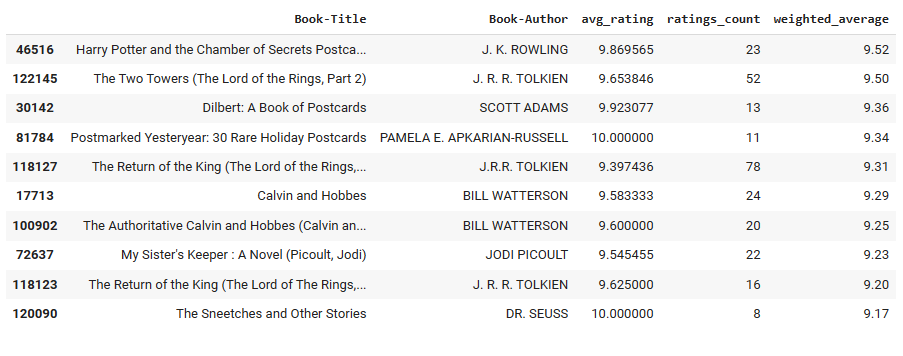 Book-Title Book-Author avg_rating ratings_count weighted_average
46516 Harry Potter and the Chamber of Secrets Postca... J. K. ROWLING 9.869565 23 9.52
122145 The Two Towers (The Lord of the Rings, Part 2) J. R. R. TOLKIEN 9.653846 52 9.50
30142 Dilbert: A Book of Postcards SCOTT ADAMS 9.923077 13 9.36
81784 Postmarked Yesteryear: 30 Rare Holiday Postcards PAMELA E. APKARIAN-RUSSELL 10.000000 11 9.34
118127 The Return of the King (The Lord of the Rings,... J.R.R. TOLKIEN 9.397436 78 9.31
17713 Calvin and Hobbes BILL WATTERSON 9.583333 24 9.29
100902 The Authoritative Calvin and Hobbes (Calvin an... BILL WATTERSON 9.600000 20 9.25
72637 My Sister's Keeper : A Novel (Picoult, Jodi) JODI PICOULT 9.545455 22 9.23
118123 The Return of the King (The Lord of The Rings,... J. R. R. TOLKIEN 9.625000 16 9.20
120090 The Sneetches and Other Stories DR. SEUSS 10.000000 8 9.17